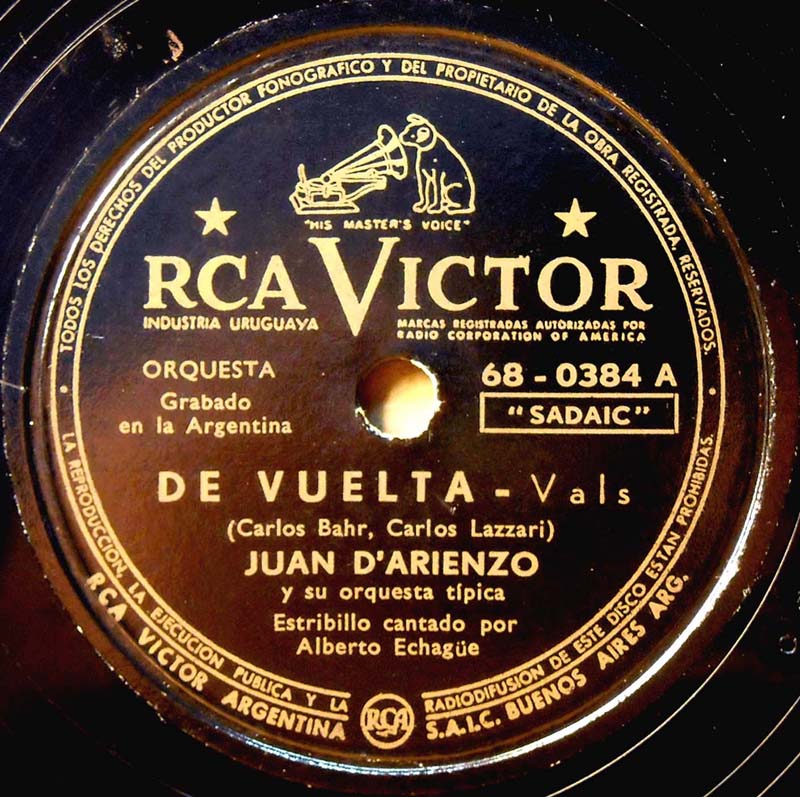 TODOS LOS DERECHOS DEL PRODUCTOR FONOGRAFICO Y DEL PROPIETARIO DE LA OBRA REGISTRADA, RESERVADOS.
"HIS MASTER'S VOICE"
RCA VICTOR
INDUSTRIA URUGUAYA
MARCAS REGISTRADAS AUTORIZADAS POR
RADIO CORPORATION OF AMERICA
ORQUESTA
Grabado
en la Argentina
68 - 0384 A
"SADAIC"
DE VUELTA - Vals
(Carlos Bahr, Carlos Lazzari)
JUAN D'ARIENZO
y su orquesta típica
Estribillo cantado por
Alberto Echagüe
LA REPRODUCCION, LA EJECUCION PUBLICA Y LA RADIODIFUSION DE ESTE DISCO ESTAN PROHIBIDAS.
RCA VICTOR ARGENTINA S.A.I.C. BUENOS AIRES ARG.
RCA